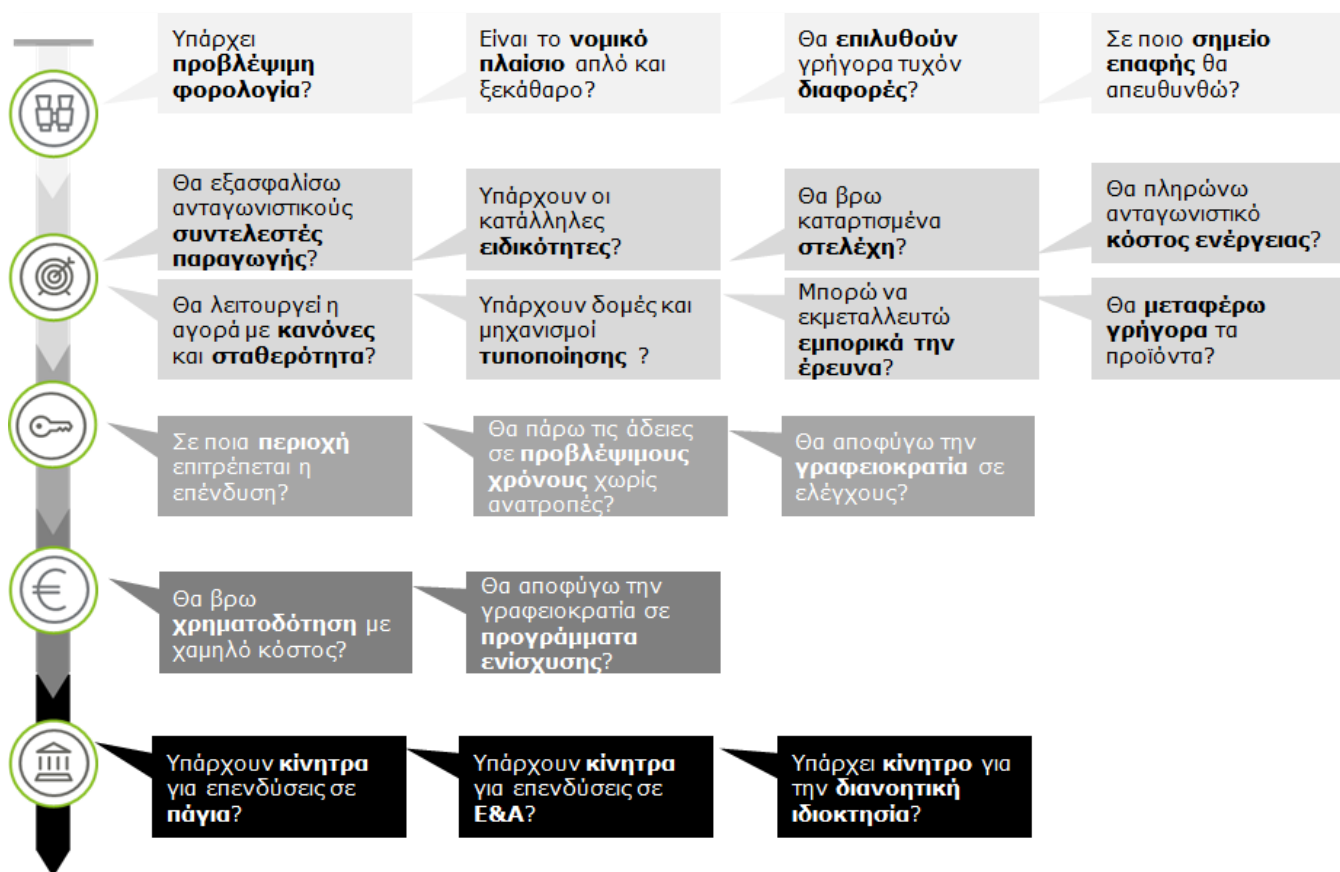 Υπάρχει
προβλέψιμη
φορολογία?
Είναι το νομικό
πλαίσιο απλό και
ξεκάθαρο?
Θα επιλυθούν
γρήγορα τυχόν
διαφορές?
Σε ποιο σημείο
επαφής θα
απευθυνθώ?
Θα εξασφαλίσω
ανταγωνιστικούς
συντελεστές
παραγωγής?
Υπάρχουν οι
κατάλληλες
ειδικότητες?
Θα βρω
καταρτισμένα
στελέχη?
Θα πληρώνω
ανταγωνιστικό
κόστος ενέργειας?
Θα λειτουργεί η
αγορά με κανόνες
και σταθερότητα?
Υπάρχουν δομές και
μηχανισμοί
τυποποίησης ?
Μπορώ να
εκμεταλλευτώ
εμπορικά την
έρευνα?
Θα μεταφέρω
γρήγορα τα
προϊόντα?
Σε ποια περιοχή
επιτρέπεται η
επένδυση?
Θα πάρω τις άδειες
σε προβλέψιμους
χρόνους χωρίς
ανατροπές?
Θα αποφύγω την
γραφειοκρατία σε
ελέγχους?
Θα βρω
χρηματοδότηση με
χαμηλό κόστος?
Θα αποφύγω την
γραφειοκρατία σε
προγράμματα
ενίσχυσης?
Υπάρχουν κίνητρα
για επενδύσεις σε
πάγια?
Υπάρχουν κίνητρα
για επενδύσεις σε
Ε&Α?
Υπάρχει κίνητρο για
την διανοητική
ιδιοκτησία?